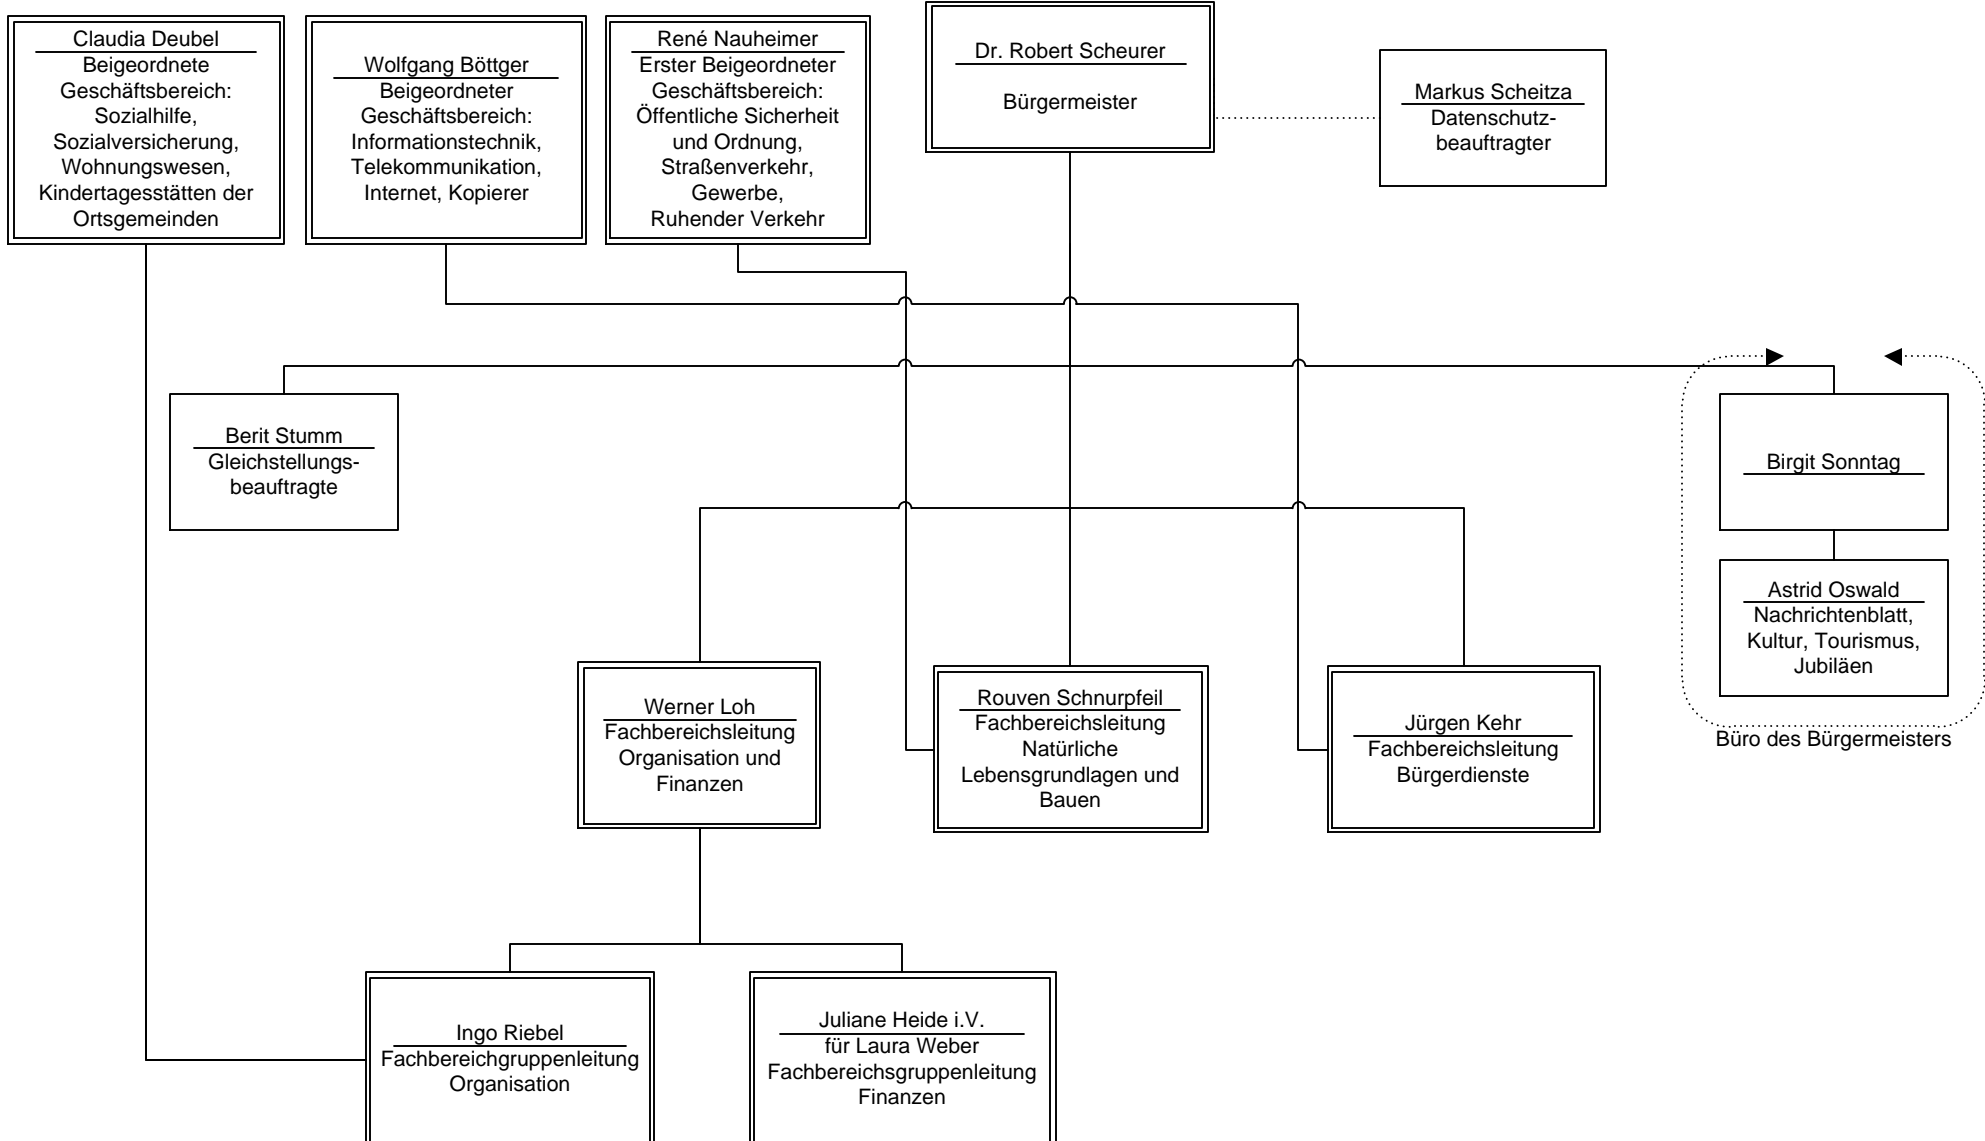 Claudia Deubel
Beigeordnete
Geschäftsbereich:
Sozialhilfe,
Sozialversicherung,
Wohnungswesen,
Kindertagesstätten der
Ortsgemeinden
Wolfgang Böttger
Beigeordneter
Geschäftsbereich:
Informationstechnik,
Telekommunikation,
Internet, Kopierer
René Nauheimer
Erster Beigeordneter
Geschäftsbereich:
Öffentliche Sicherheit
und Ordnung,
Straßenverkehr,
Gewerbe,
Ruhender Verkehr
Dr. Robert Scheurer
Bürgermeister
Markus Scheitza
Datenschutz-
beauftragter
Berit Stumm
Gleichstellungs-
beauftragte
Birgit Sonntag
Astrid Oswald
Nachrichtenblatt,
Kultur, Tourismus,
Jubiläen
Büro des Bürgermeisters
Werner Loh
Fachbereichsleitung
Organisation und
Finanzen
Rouven Schnurpfeil
Fachbereichsleitung
Natürliche
Lebensgrundlagen und
Bauen
Jürgen Kehr
Fachbereichsleitung
Bürgerdienste
Ingo Riebel
Fachbereichgruppenleitung
Organisation
Juliane Heide i.V.
für Laura Weber
Fachbereichsgruppenleitung
Finanzen